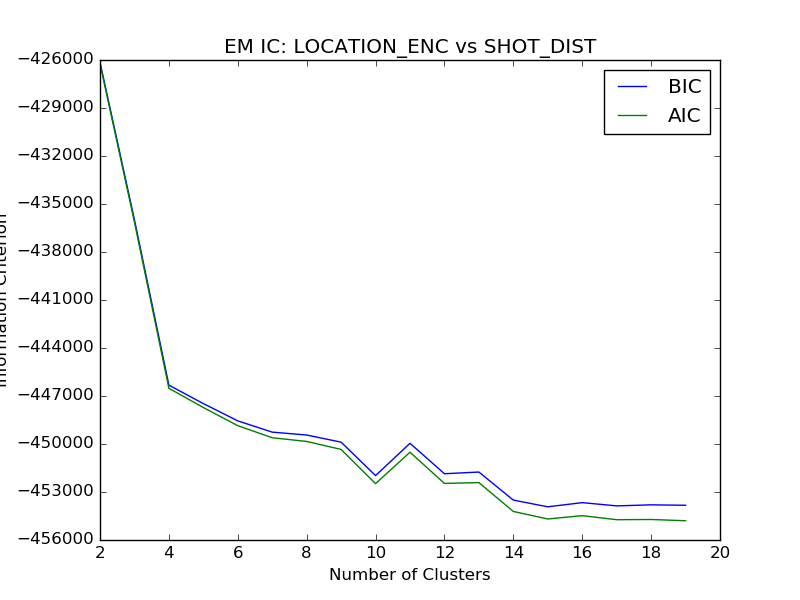 EM IC: LOCATION_ENC vs SHOT_DIST
BIC
AIC
−426000
−429000
−432000
−435000
−438000
−441000
−444000
−447000
−450000
−453000
−456000
Information Criterion
2 4 6 8 10 12 14 16 18 20
Number of Clusters